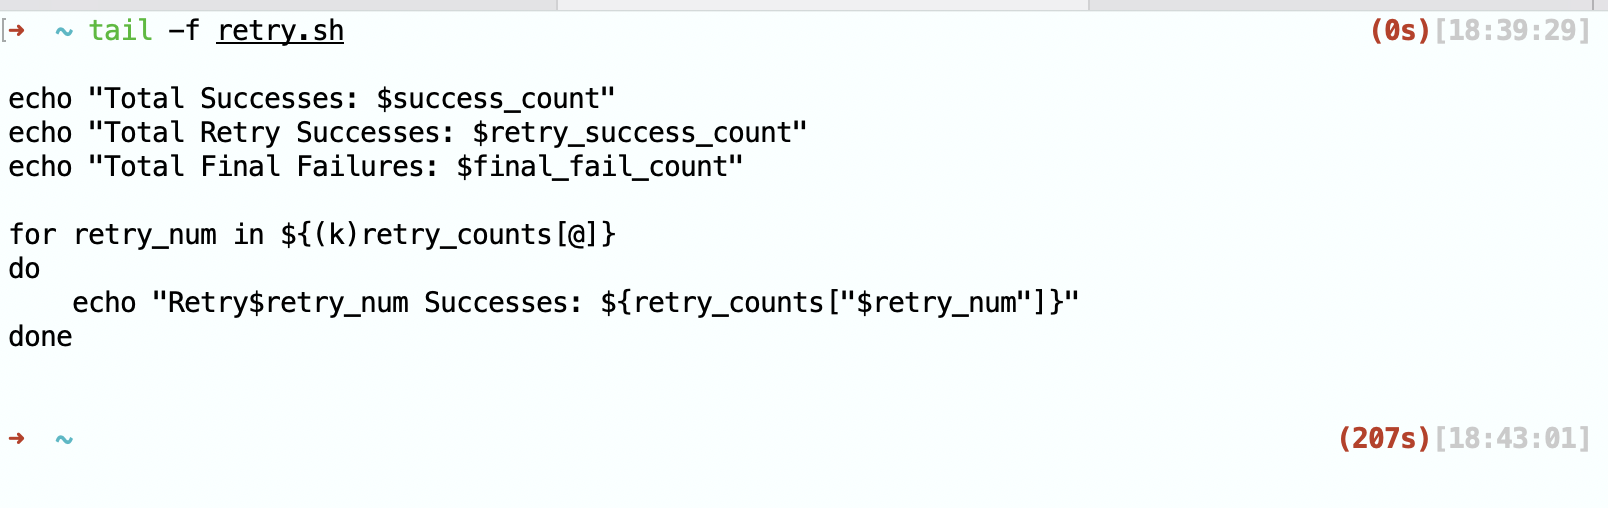 [➜  ~ tail -f retry.sh (0s)[18:39:29]
echo "Total Successes: $success_count"
echo "Total Retry Successes: $retry_success_count"
echo "Total Final Failures: $final_fail_count"
for retry_num in ${(k)retry_counts[@]}
do
    echo "Retry$retry_num Successes: ${retry_counts["$retry_num"]}"
done
➜  ~ (207s)[18:43:01]